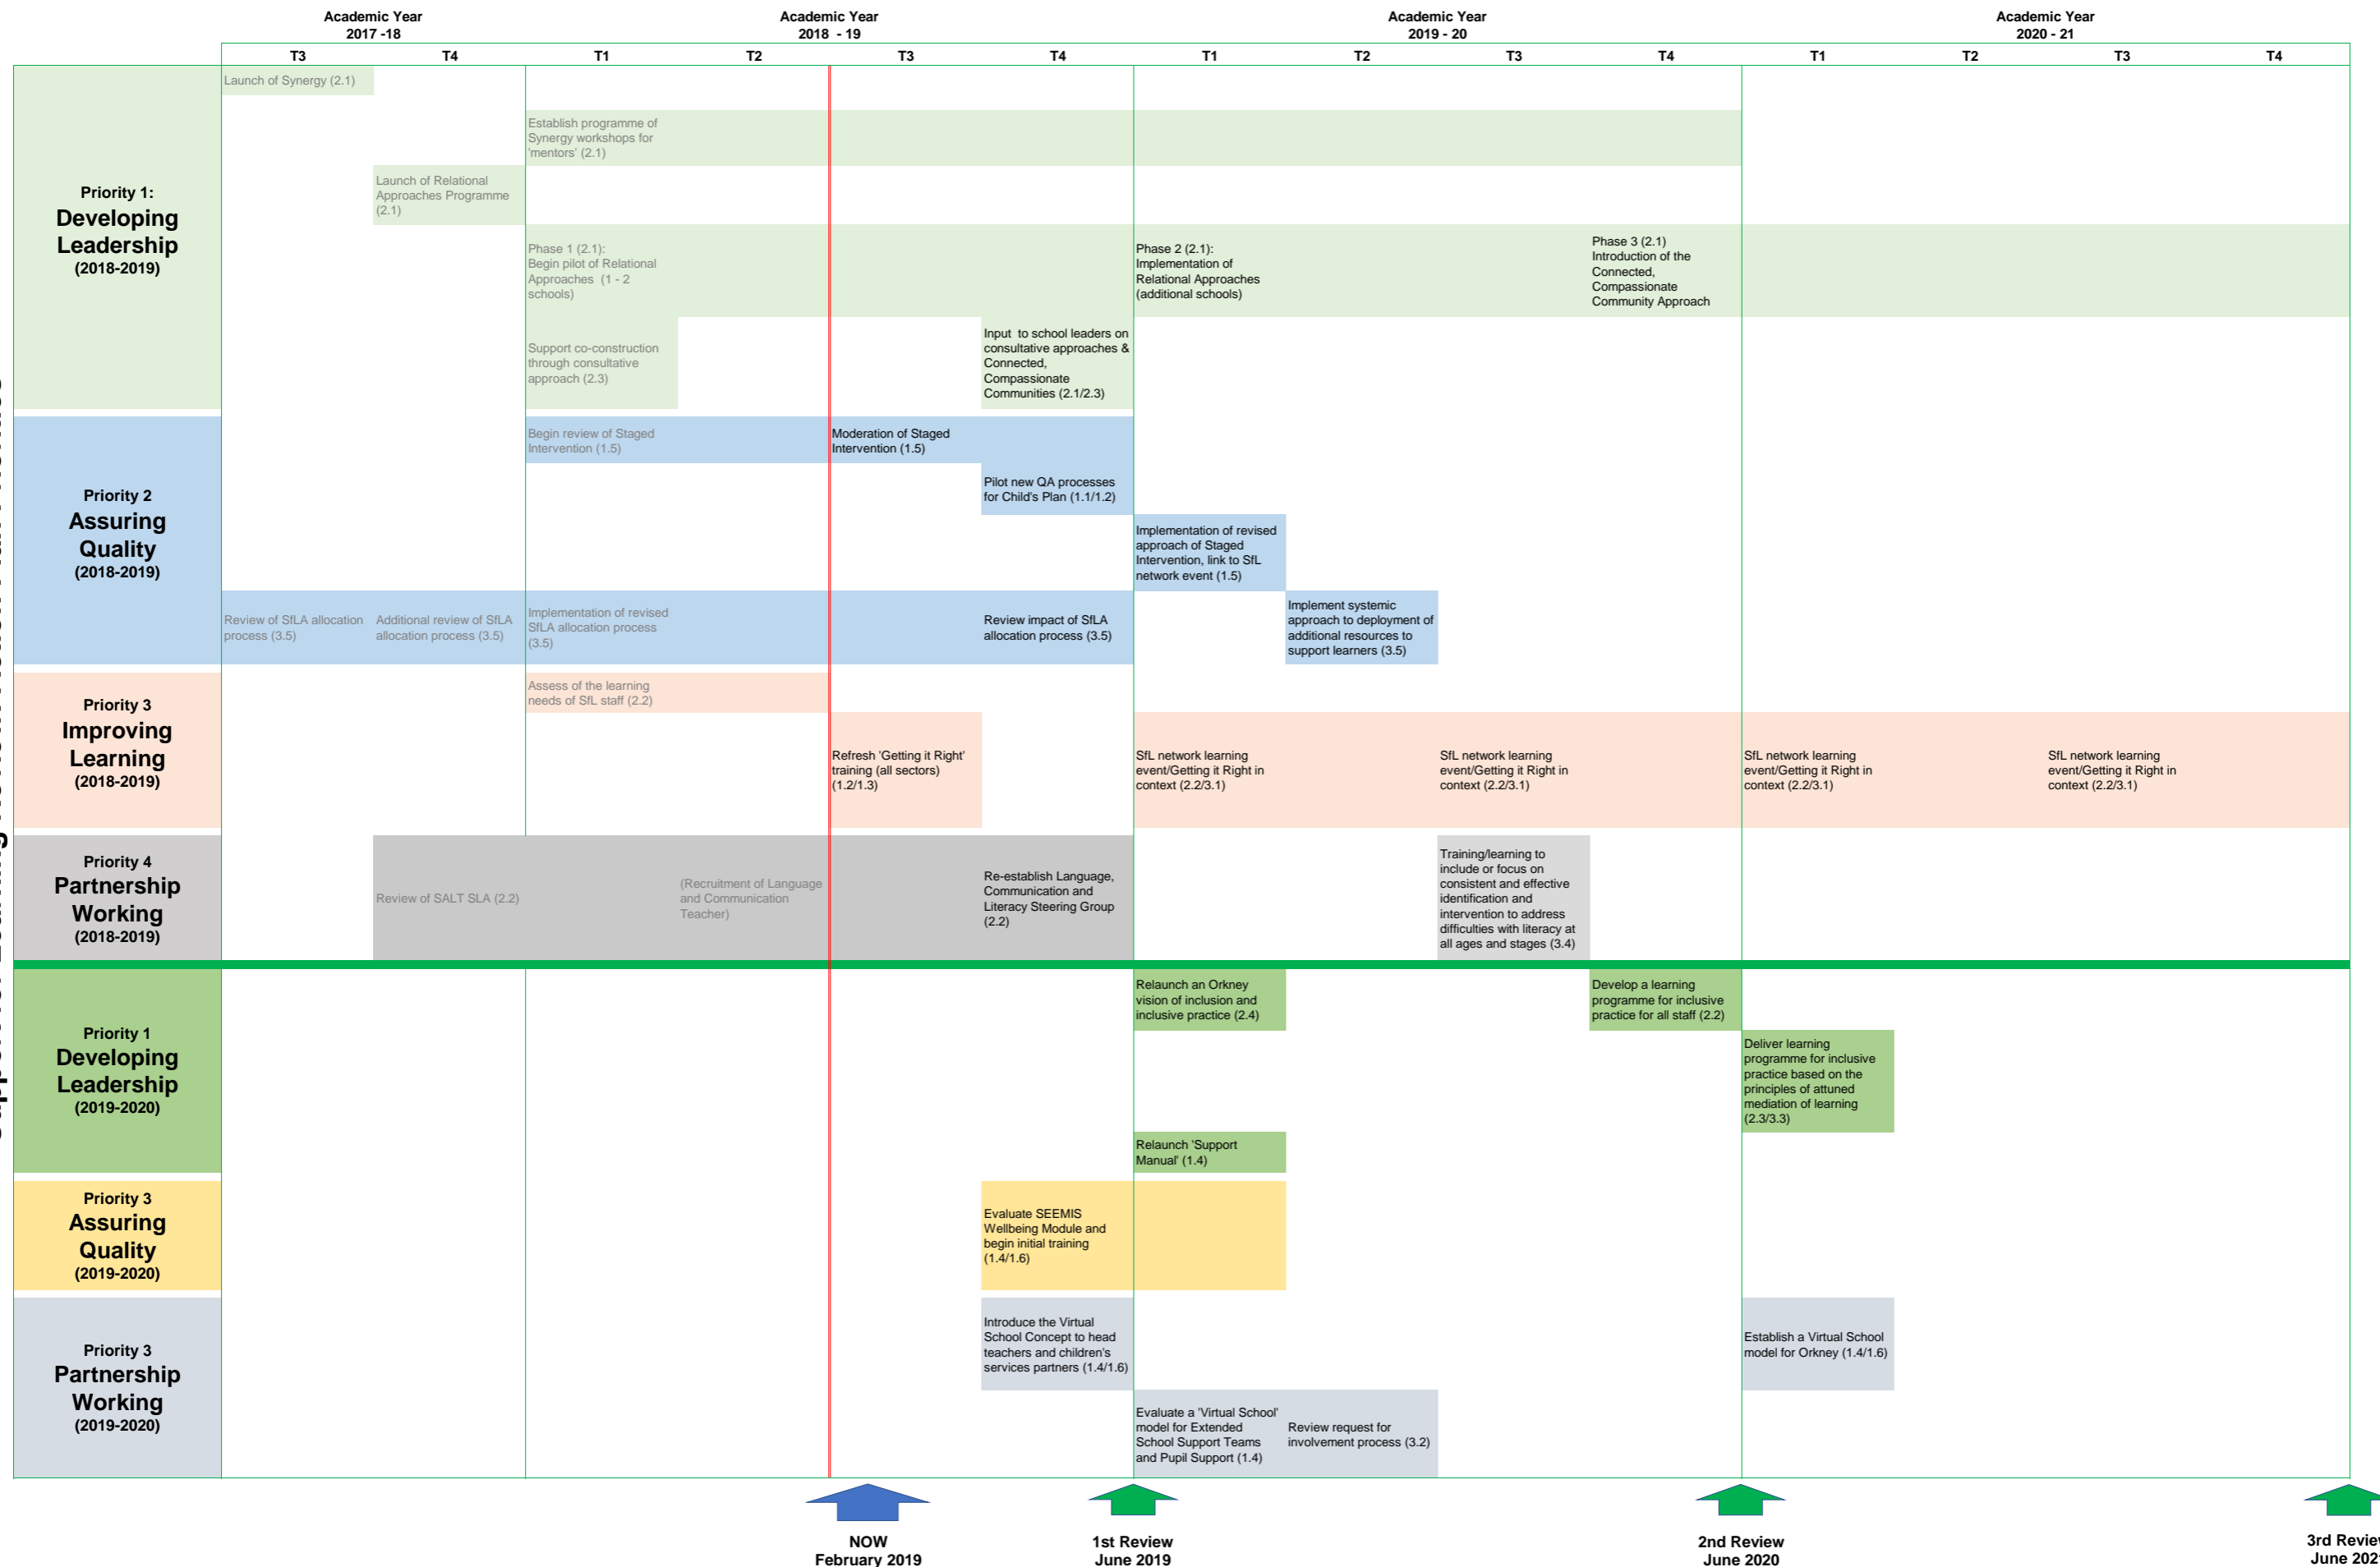 Academic Year
2017 -18
Academic Year
2018 - 19
Academic Year
2019 - 20
Academic Year
2020 - 21
T3
T4
T1
T2
T3
T4
T1
T2
T3
T4
T1
T2
T3
T4
Priority 1:
Developing
Leadership
(2018-2019)
Launch of Synergy (2.1)
Establish programme of
Synergy workshops for
'mentors' (2.1)
Launch of Relational
Approaches Programme
(2.1)
Phase 1 (2.1):
Begin pilot of Relational
Approaches (1 - 2
schools)
Phase 2 (2.1):
Implementation of
Relational Approaches
(additional schools)
Phase 3 (2.1)
Introduction of the
Connected,
Compassionate
Community Approach
Support co-construction
through consultative
approach (2.3)
Input to school leaders on
consultative approaches &
Connected,
Compassionate
Communities (2.1/2.3)
Priority 2
Assuring
Quality
(2018-2019)
Begin review of Staged
Intervention (1.5)
Moderation of Staged
Intervention (1.5)
Pilot new QA processes
for Child's Plan (1.1/1.2)
Implementation of revised
approach of Staged
Intervention, link to SfL
network event (1.5)
Review of SfLA allocation
process (3.5)
Additional review of SfLA
allocation process (3.5)
Implementation of revised
SfLA allocation process
(3.5)
Review impact of SfLA
allocation process (3.5)
Implement systemic
approach to deployment of
additional resources to
support learners (3.5)
Priority 3
Improving
Learning
(2018-2019)
Assess of the learning
needs of SfL staff (2.2)
Refresh 'Getting it Right'
training (all sectors)
(1.2/1.3)
SfL network learning
event/Getting it Right in
context (2.2/3.1)
SfL network learning
event/Getting it Right in
context (2.2/3.1)
SfL network learning
event/Getting it Right in
context (2.2/3.1)
SfL network learning
event/Getting it Right in
context (2.2/3.1)
Priority 4
Partnership
Working
(2018-2019)
Review of SALT SLA (2.2)
(Recruitment of Language
and Communication
Teacher)
Re-establish Language,
Communication and
Literacy Steering Group
(2.2)
Training/learning to
include or focus on
consistent and effective
identification and
intervention to address
difficulties with literacy at
all ages and stages (3.4)
Priority 1
Developing
Leadership
(2019-2020)
Relaunch an Orkney
vision of inclusion and
inclusive practice (2.4)
Develop a learning
programme for inclusive
practice for all staff (2.2)
Deliver learning
programme for inclusive
practice based on the
principles of attuned
mediation of learning
(2.3/3.3)
Relaunch 'Support
Manual' (1.4)
Priority 3
Assuring
Quality
(2019-2020)
Evaluate SEEMIS
Wellbeing Module and
begin initial training
(1.4/1.6)
Priority 3
Partnership
Working
(2019-2020)
Introduce the Virtual
School Concept to head
teachers and children's
services partners (1.4/1.6)
Establish a Virtual School
model for Orkney (1.4/1.6)
Evaluate a 'Virtual School'
model for Extended
School Support Teams
and Pupil Support (1.4)
Review request for
involvement process (3.2)
NOW
February 2019
1st Review
June 2019
2nd Review
June 2020
3rd Review
June